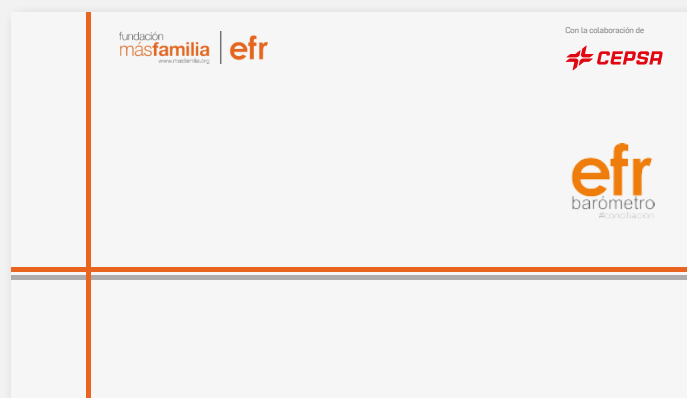 fundación
másfamilia
www.masfamilia.org
efr
Con la colaboración de
CEPSA
efr
barómetro
#conciliación